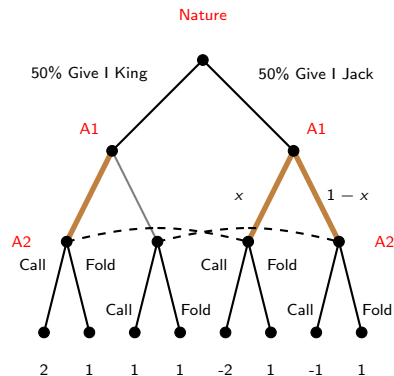 Nature
50% Give I King
50% Give I Jack
A1
A1
x
1 − x
A2
A2
Call
Fold
Call
Fold
Call
Fold
Call
Fold
2
1
1
1
-2
1
-1
1